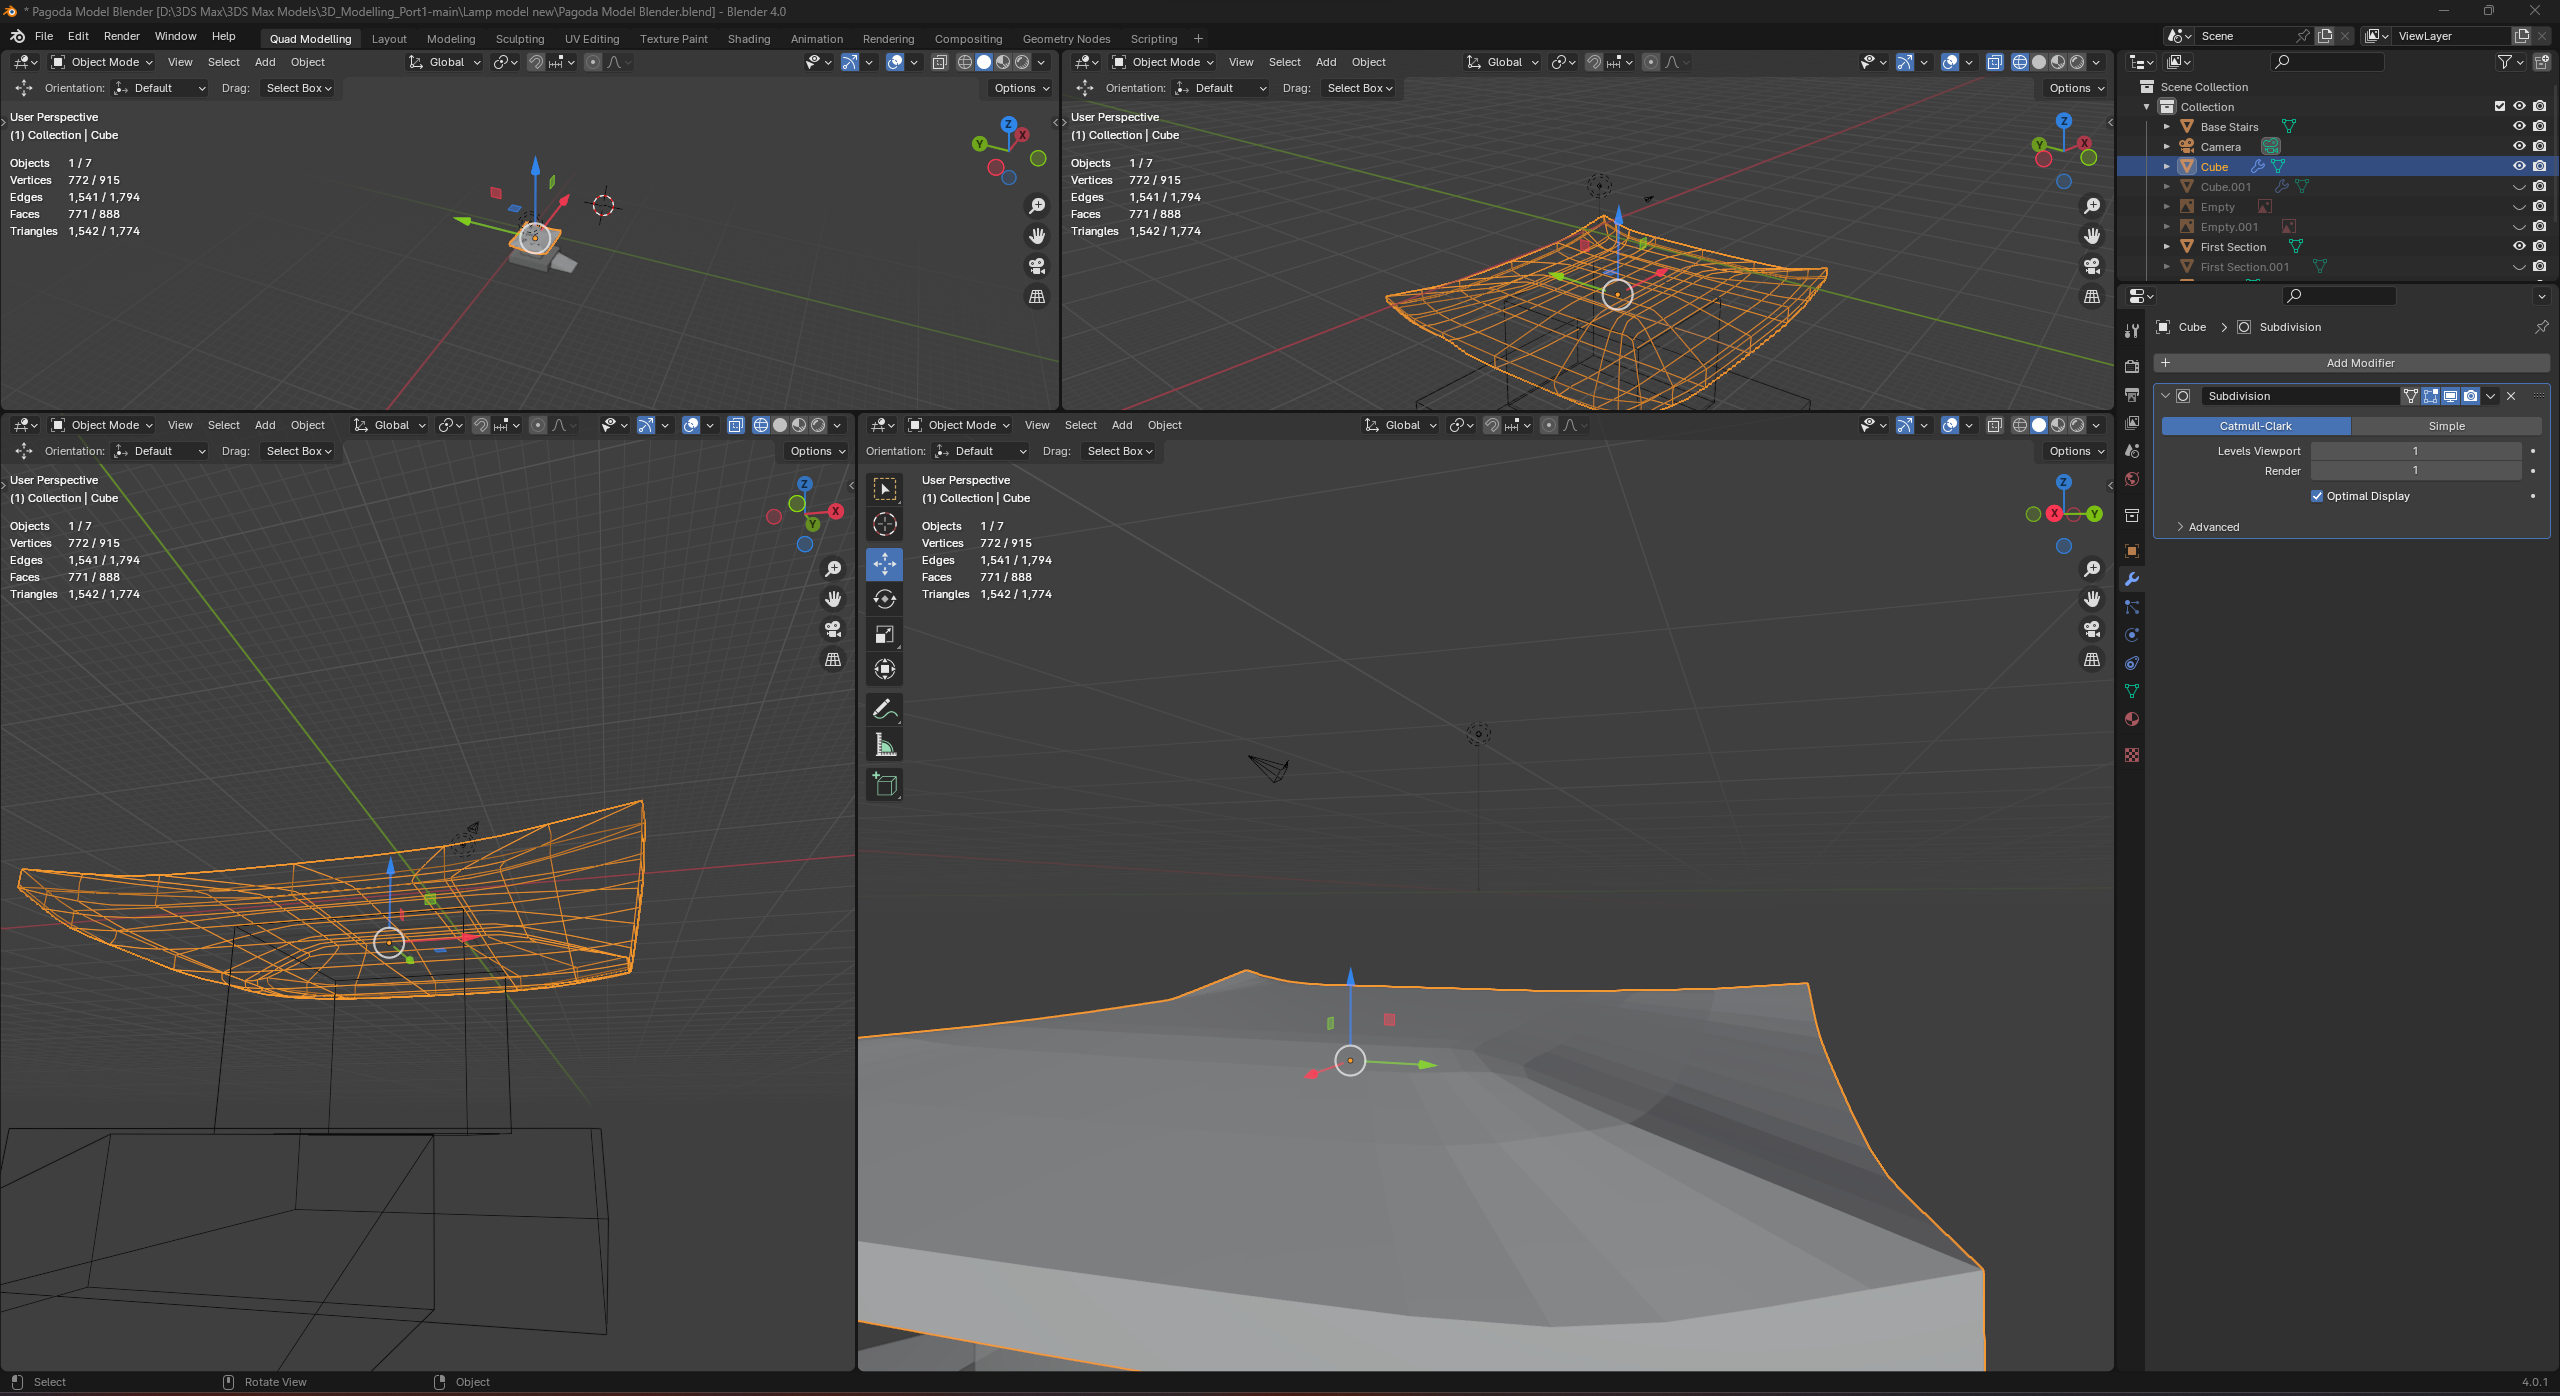 * Pagoda Model Blender [D:\3DS Max\3DS Max Models\3D_Modelling_Port1-main\Lamp model new\Pagoda Model Blender.blend] - Blender 4.0
File Edit Render Window Help Quad Modelling Layout Modeling Sculpting UV Editing Texture Paint Shading Animation Rendering Compositing Geometry Nodes Scripting + Scene ViewLayer
Object Mode View Select Add Object Global
Orientation: Default Drag: Select Box Options
User Perspective
(1) Collection | Cube
Objects 1 / 7
Vertices 772 / 915
Edges 1,541 / 1,794
Faces 771 / 888
Triangles 1,542 / 1,774
Z
X
Y
Object Mode View Select Add Object Global
Orientation: Default Drag: Select Box Options
User Perspective
(1) Collection | Cube
Objects 1 / 7
Vertices 772 / 915
Edges 1,541 / 1,794
Faces 771 / 888
Triangles 1,542 / 1,774
Z
X
Y
Object Mode View Select Add Object Global
Orientation: Default Drag: Select Box Options
User Perspective
(1) Collection | Cube
Objects 1 / 7
Vertices 772 / 915
Edges 1,541 / 1,794
Faces 771 / 888
Triangles 1,542 / 1,774
Z
X
Y
Object Mode View Select Add Object Global
Orientation: Default Drag: Select Box Options
User Perspective
(1) Collection | Cube
Objects 1 / 7
Vertices 772 / 915
Edges 1,541 / 1,794
Faces 771 / 888
Triangles 1,542 / 1,774
Z
X
Y
Scene Collection
Collection
Base Stairs
Camera
Cube
Cube.001
Empty
Empty.001
First Section
First Section.001
Cube > Subdivision
+ Add Modifier
Subdivision
Catmull-Clark Simple
Levels Viewport 1
Render 1
Optimal Display
Advanced
Select Rotate View Object 4.0.1